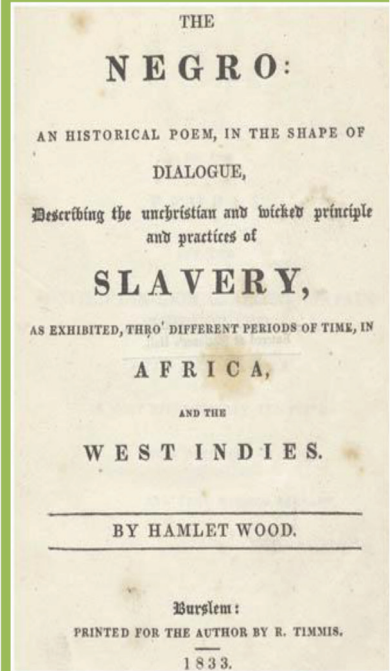 THE
NEGRO:
AN HISTORICAL POEM, IN THE SHAPE OF
DIALOGUE,
Describing the unchristian and wicked principle
and practices of
SLAVERY,
AS EXHIBITED, THRO' DIFFERENT PERIODS OF TIME, IN
AFRICA,
AND THE
WEST INDIES.
BY HAMLET WOOD.
Burslem:
PRINTED FOR THE AUTHOR BY R. TIMMIS.
1833.